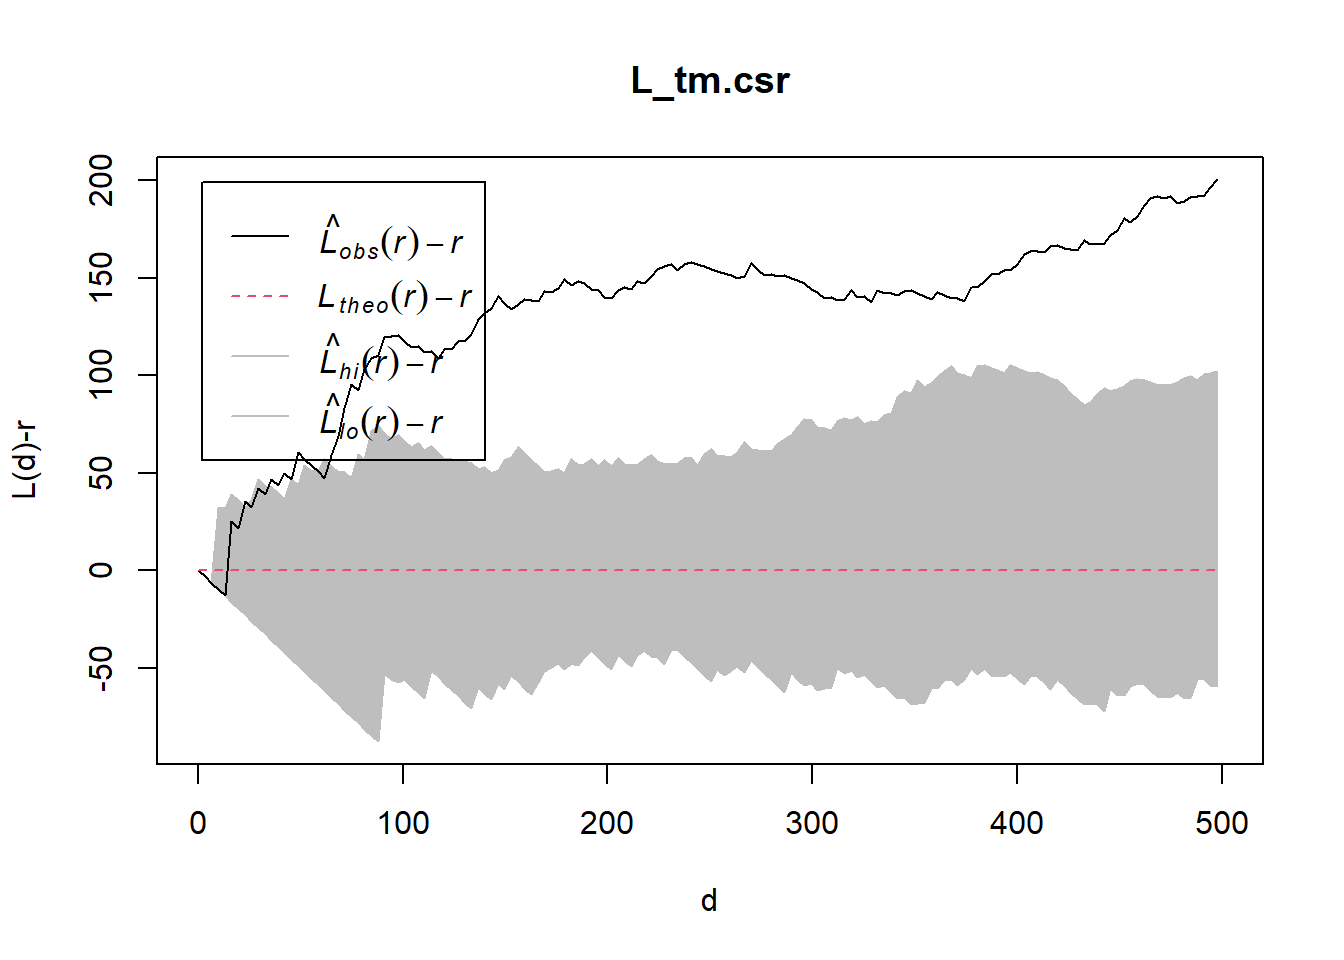 L_tm.csr
200
150
100
50
0
-50
L(d)-r
L̂obs(r) − r
Ltheo(r) − r
L̂hi(r) − r
L̂lo(r) − r
0 100 200 300 400 500
d